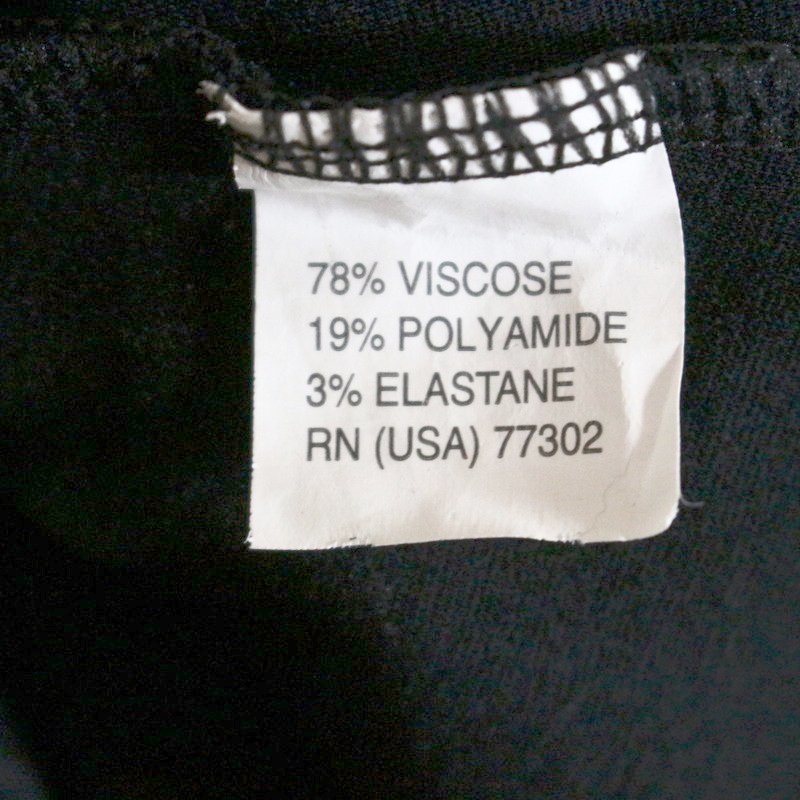 78% VISCOSE
19% POLYAMIDE
3% ELASTANE
RN (USA) 77302